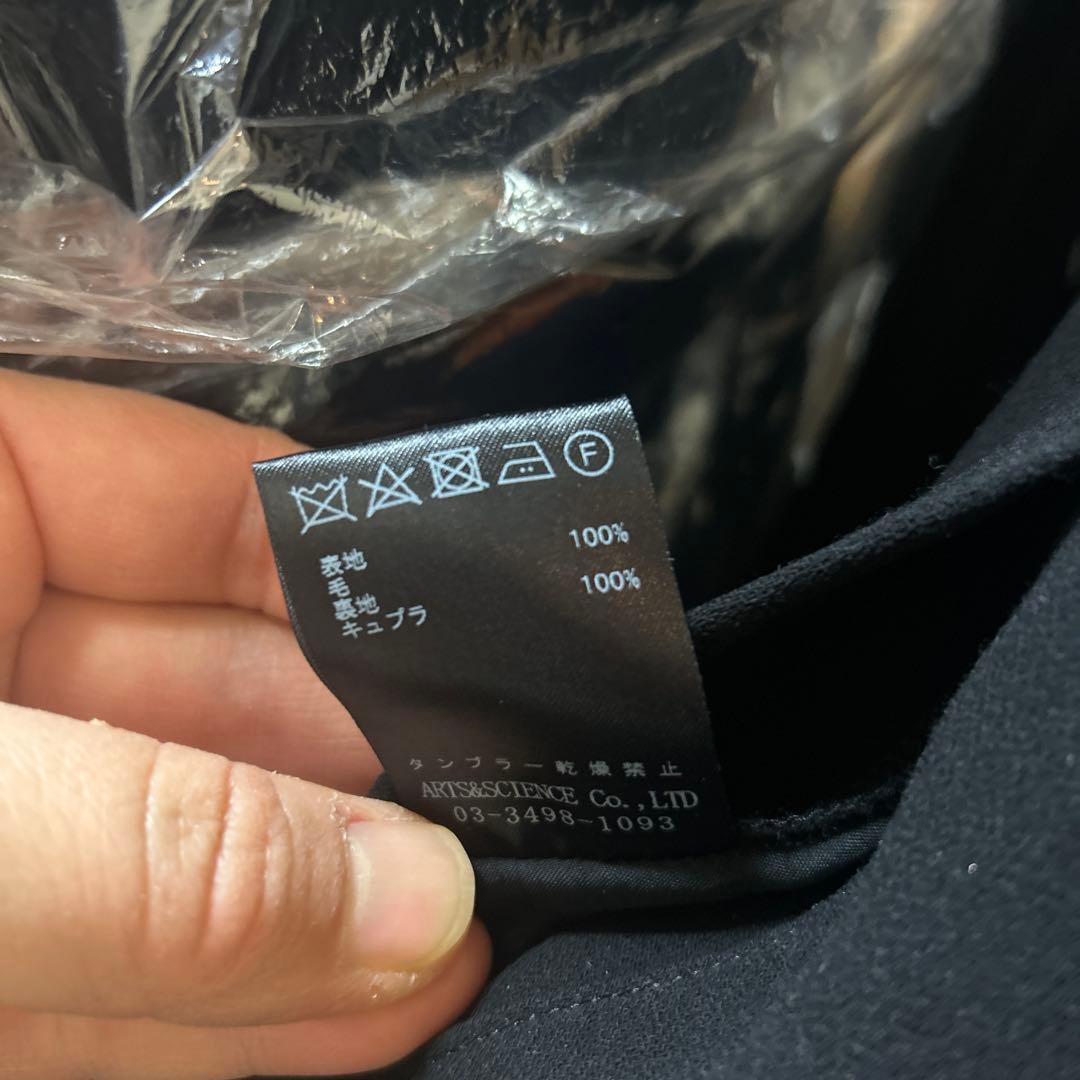 F
表地
毛 100%
裏地
キュプラ 100%
タンブラー乾燥禁止
ARTS&SCIENCE Co.,LTD
03-3498-1093